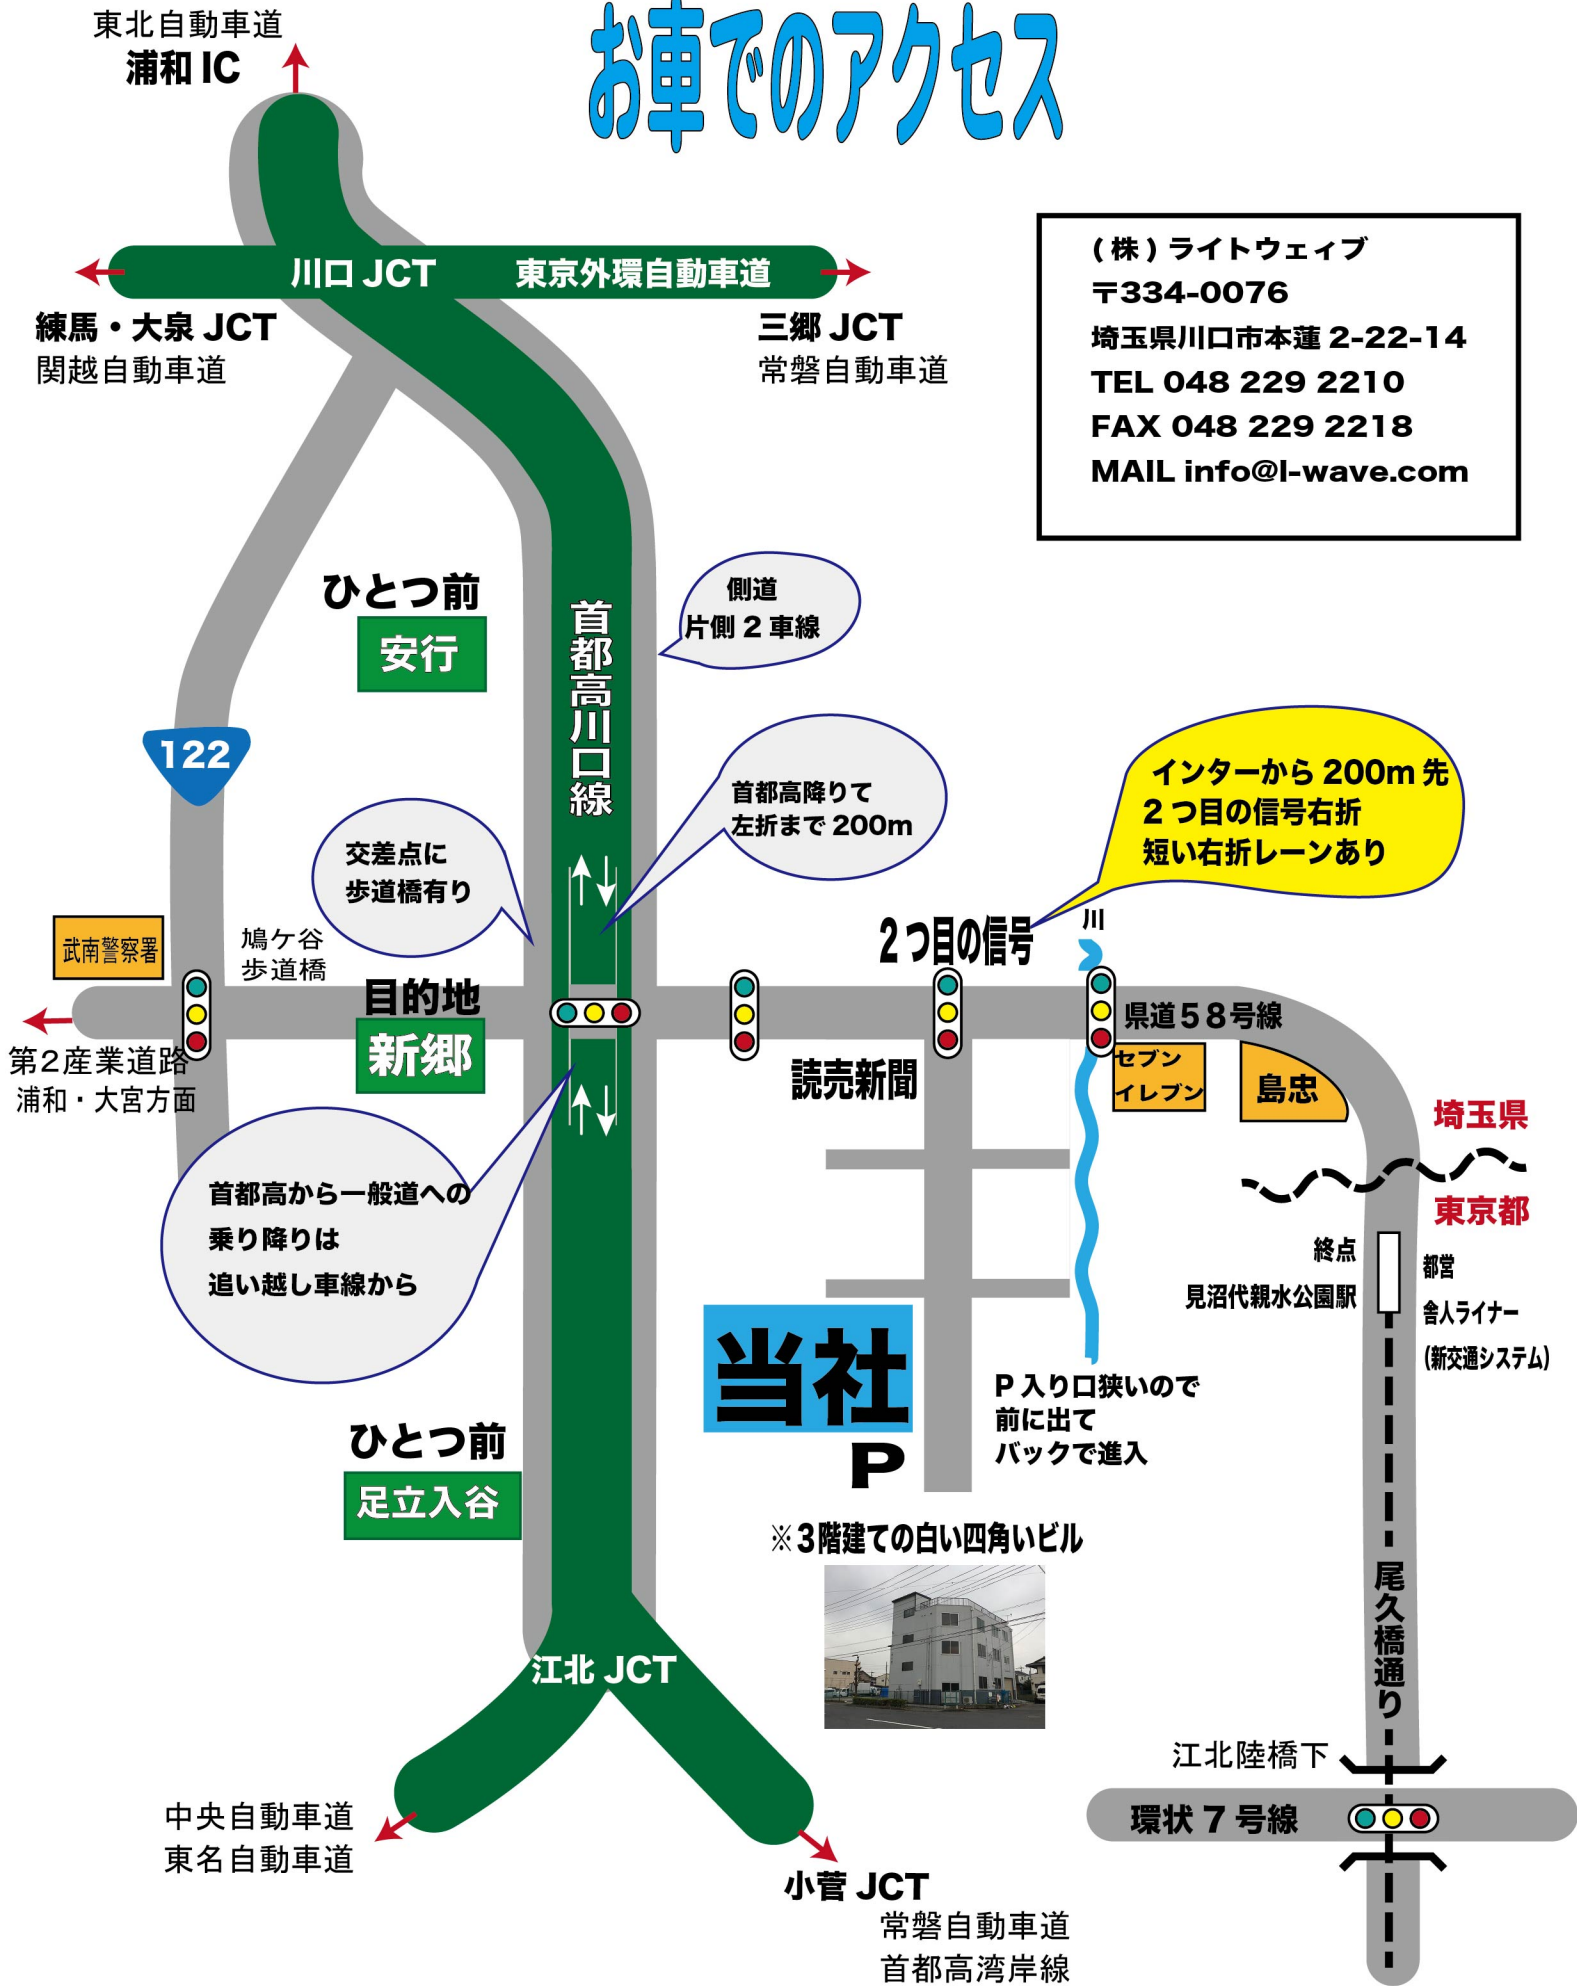 お車でのアクセス
東北自動車道
浦和 IC
川口 JCT
東京外環自動車道
練馬・大泉 JCT
関越自動車道
三郷 JCT
常磐自動車道
(株)ライトウェィブ
〒334-0076
埼玉県川口市本蓮 2-22-14
TEL 048 229 2210
FAX 048 229 2218
MAIL info@l-wave.com
ひとつ前
安行
首都高川口線
側道
片側 2 車線
122
首都高降りて
左折まで 200m
インターから 200m 先
2 つ目の信号右折
短い右折レーンあり
交差点に
歩道橋有り
武南警察署
鳩ケ谷
歩道橋
2つ目の信号
川
目的地
新郷
県道58号線
第2産業道路
浦和・大宮方面
読売新聞
セブン
イレブン
島忠
埼玉県
東京都
首都高から一般道への
乗り降りは
追い越し車線から
終点
見沼代親水公園駅
都営
舎人ライナー
(新交通システム)
当社
P
P 入り口狭いので
前に出て
バックで進入
ひとつ前
足立入谷
※3階建ての白い四角いビル
尾久橋通り
江北 JCT
江北陸橋下
環状 7 号線
中央自動車道
東名自動車道
小菅 JCT
常磐自動車道
首都高湾岸線